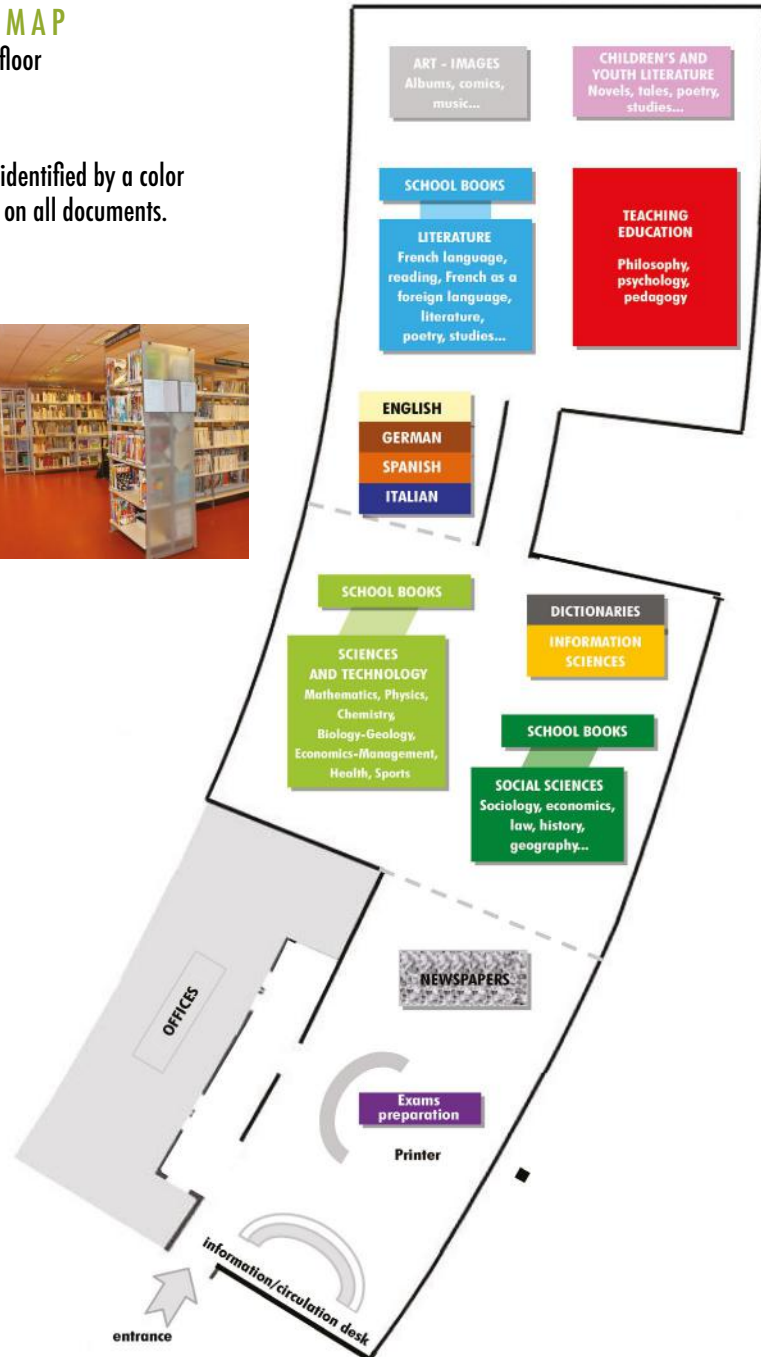 MAP
floor
identified by a color
on all documents.
ART - IMAGES
Albums, comics,
music...
CHILDREN'S AND
YOUTH LITERATURE
Novels, tales, poetry,
studies...
SCHOOL BOOKS
LITERATURE
French language,
reading, French as a
foreign language,
literature,
poetry, studies...
TEACHING
EDUCATION
Philosophy,
psychology,
pedagogy
ENGLISH
GERMAN
SPANISH
ITALIAN
SCHOOL BOOKS
SCIENCES
AND TECHNOLOGY
Mathematics, Physics,
Chemistry,
Biology-Geology,
Economics-Management,
Health, Sports
DICTIONARIES
INFORMATION
SCIENCES
SCHOOL BOOKS
SOCIAL SCIENCES
Sociology, economics,
law, history,
geography...
NEWSPAPERS
OFFICES
Exams
preparation
Printer
information/circulation desk
entrance